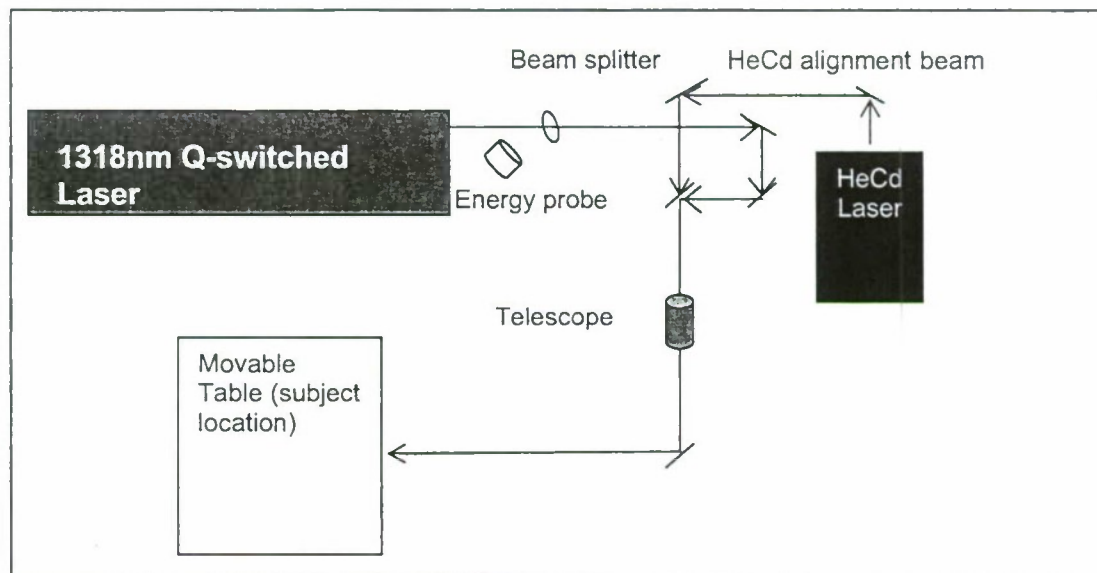 Beam splitter
HeCd alignment beam
1318nm Q-switched
Laser
Energy probe
HeCd
Laser
Telescope
Movable
Table (subject
location)